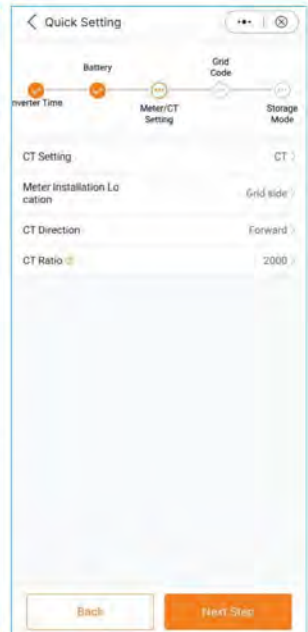 Quick Setting
Battery
Grid
Code
nverter Time
Meter/CT
Setting
Storage
Mode
CT Setting
CT
Meter Installation Lo
cation
Grid side
CT Direction
Forward
CT Ratio
2000
Back
Next Step